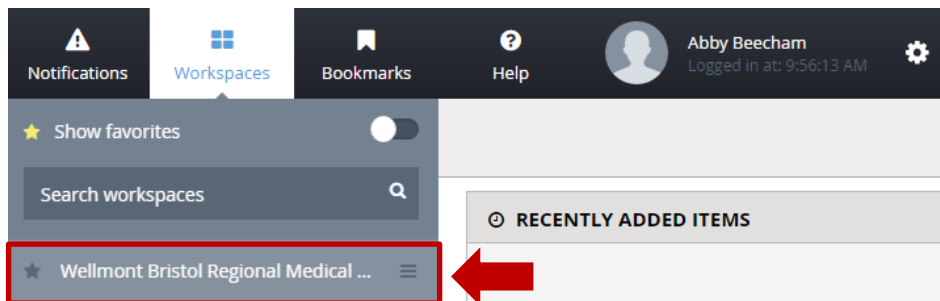 Notifications
Workspaces
Bookmarks
Help
Abby Beecham
Logged in at: 9:56:13 AM
Show favorites
Search workspaces
RECENTLY ADDED ITEMS
Wellmont Bristol Regional Medical ...